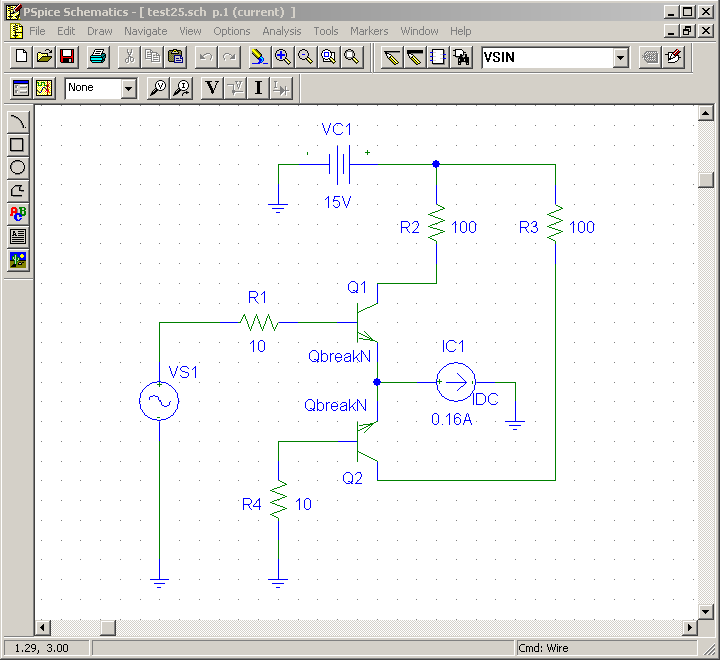 PSpice Schematics - [ test25.sch p.1 (current) ]
File Edit Draw Navigate View Options Analysis Tools Markers Window Help
VSIN
None V V I I
V I
ABC
VC1
- +
15V
R2 100 R3 100
Q1
R1
10
QbreakN
IC1
VS1
+
-
+ -
IDC
QbreakN
0.16A
Q2
R4 10
1.29, 3.00 Cmd: Wire